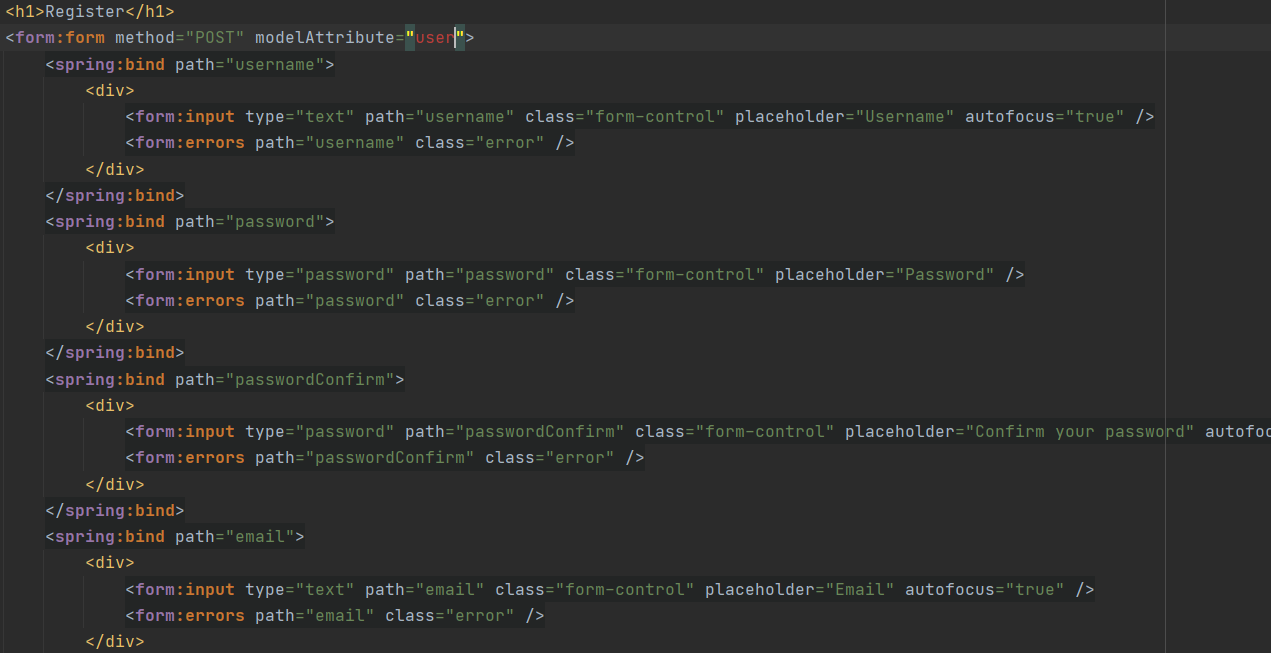 <h1>Register</h1>
<form:form method="POST" modelAttribute="user">
    <spring:bind path="username">
        <div>
            <form:input type="text" path="username" class="form-control" placeholder="Username" autofocus="true" />
            <form:errors path="username" class="error" />
        </div>
    </spring:bind>
    <spring:bind path="password">
        <div>
            <form:input type="password" path="password" class="form-control" placeholder="Password" />
            <form:errors path="password" class="error" />
        </div>
    </spring:bind>
    <spring:bind path="passwordConfirm">
        <div>
            <form:input type="password" path="passwordConfirm" class="form-control" placeholder="Confirm your password" autofoc
            <form:errors path="passwordConfirm" class="error" />
        </div>
    </spring:bind>
    <spring:bind path="email">
        <div>
            <form:input type="text" path="email" class="form-control" placeholder="Email" autofocus="true" />
            <form:errors path="email" class="error" />
        </div>